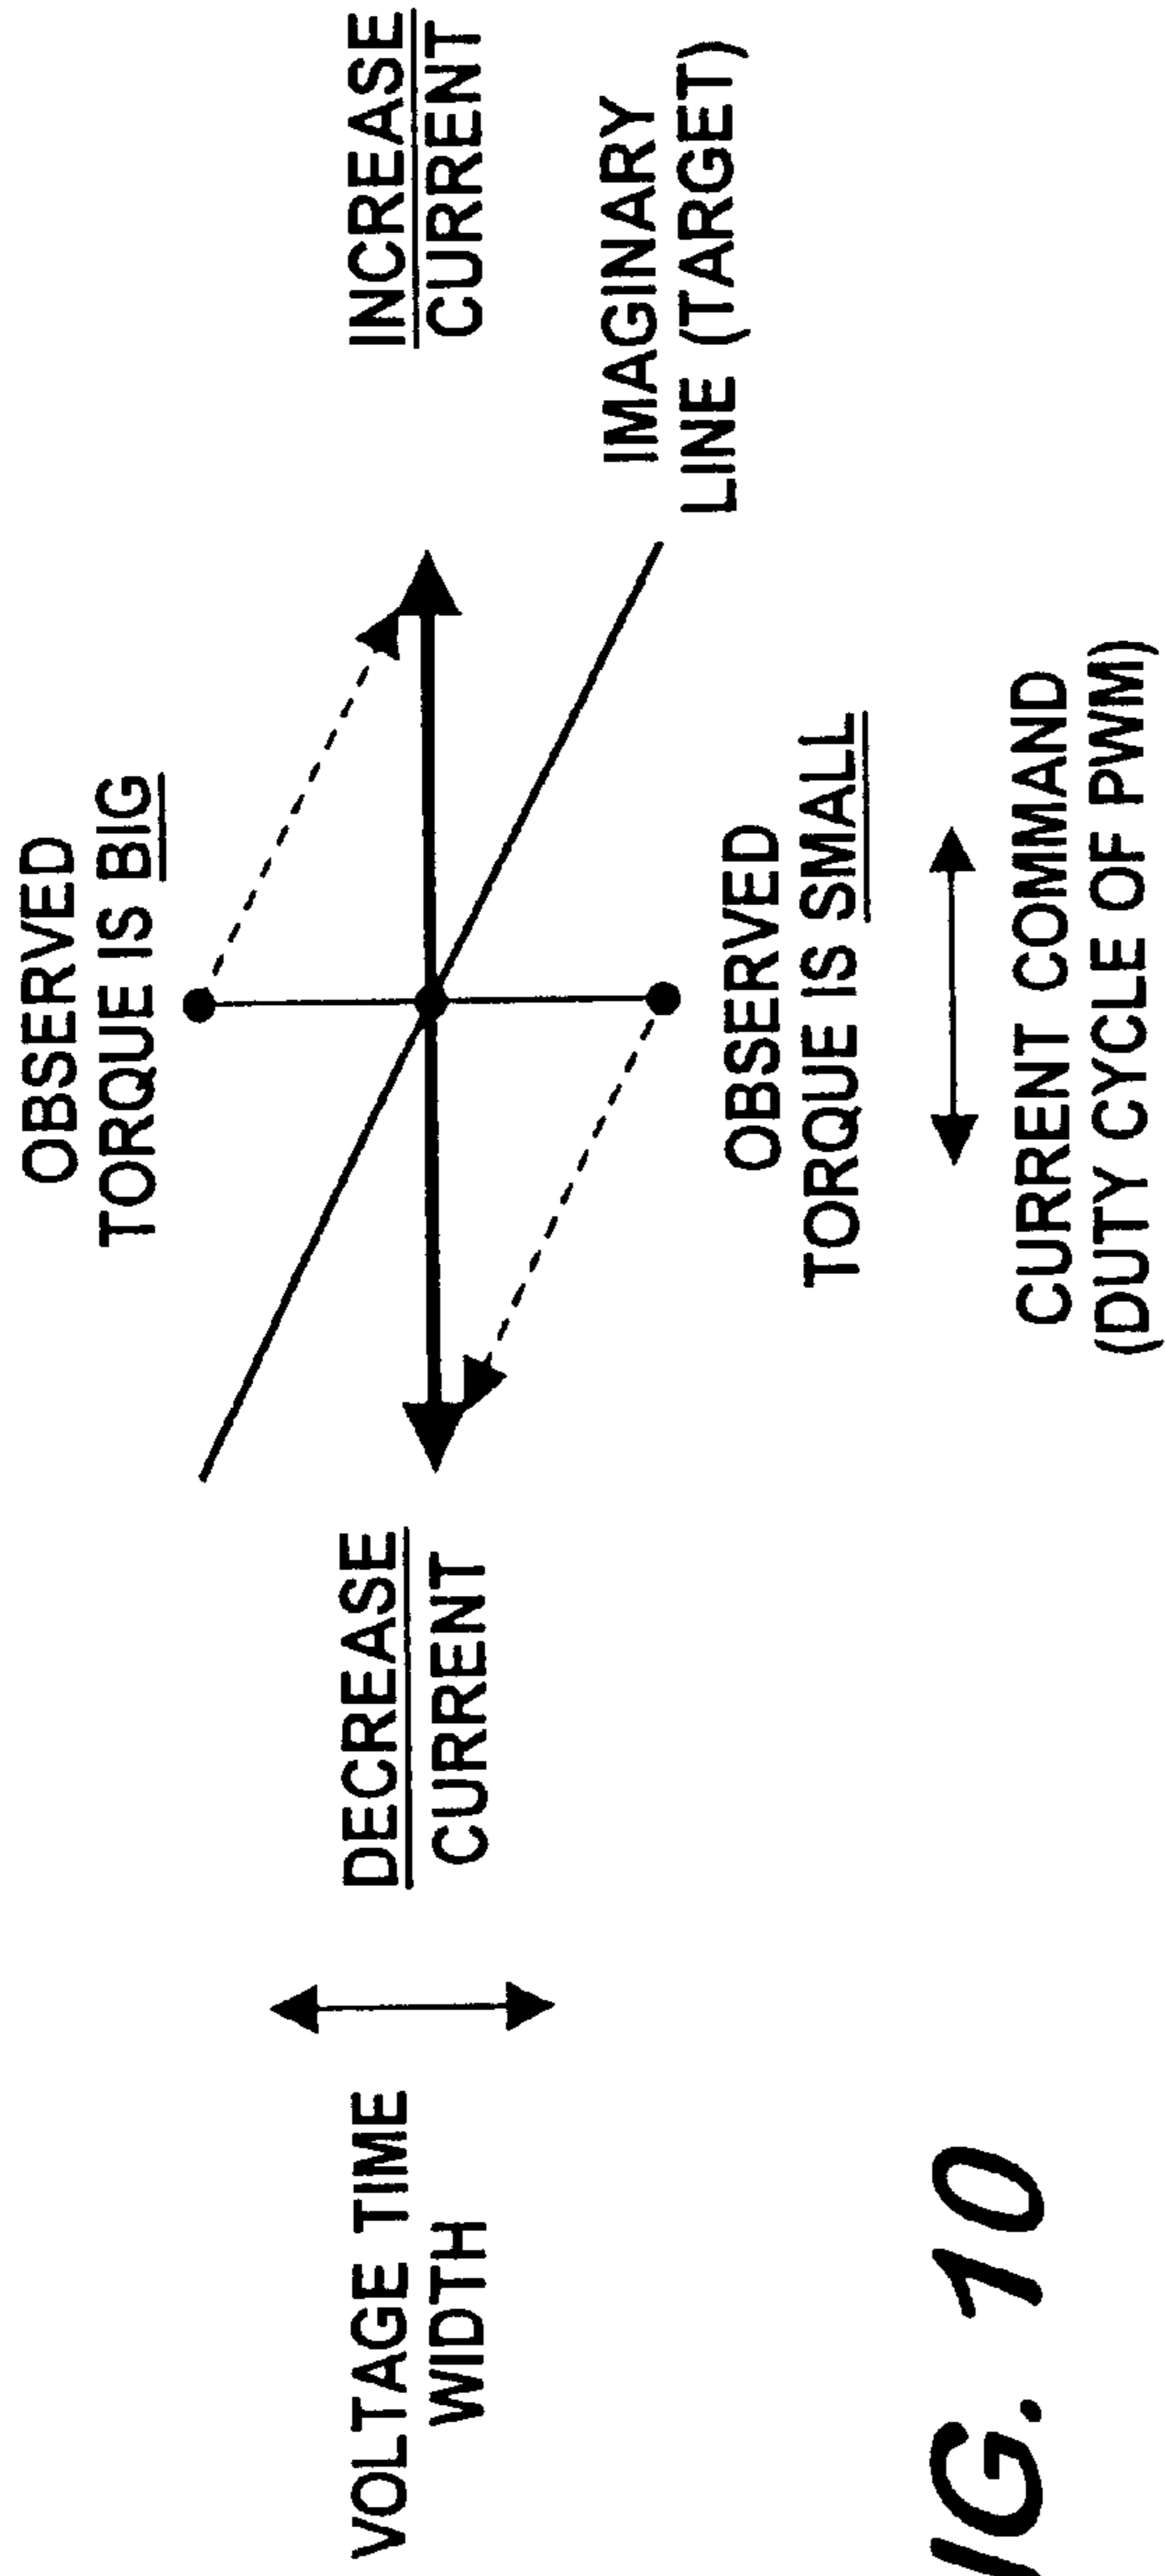 OBSERVED
TORQUE IS BIG
VOLTAGE TIME
WIDTH
DECREASE
CURRENT
INCREASE
CURRENT
IMAGINARY
LINE (TARGET)
OBSERVED
TORQUE IS SMALL
CURRENT COMMAND
(DUTY CYCLE OF PWM)
IG. 10